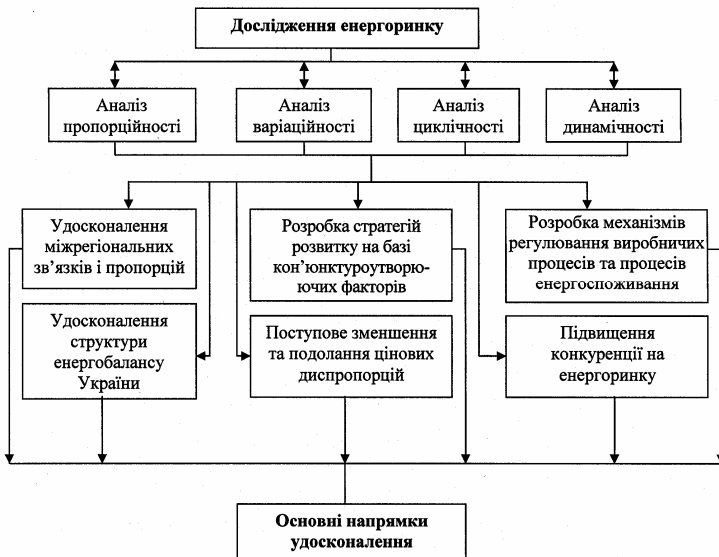 Дослідження енергоринку
Аналіз
пропорційності
Аналіз
варіаційності
Аналіз
циклічності
Аналіз
динамічності
Удосконалення
міжрегіональних
зв’язків і пропорцій
Розробка стратегій
розвитку на базі
кон’юнктуроутворю-
ючих факторів
Розробка механізмів
регулювання виробничих
процесів та процесів
енергоспоживання
Удосконалення
структури
енергобалансу
України
Поступове зменшення
та подолання цінових
диспропорцій
Підвищення
конкуренції на
енергоринку
Основні напрямки
удосконалення